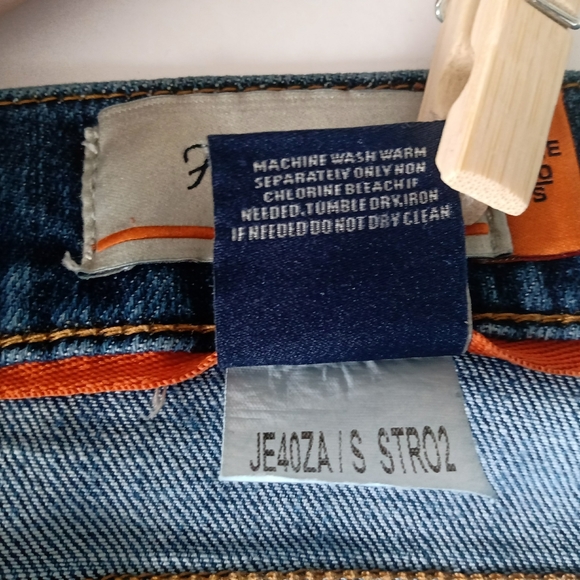 MACHINE WASH WARM
SEPARATELY ONLY NON
CHLORINE BLEACH IF
NEEDED. TUMBLE DRY. IRON
IF NEEDED DO NOT DRY CLEAN
JE40ZA I S STR02